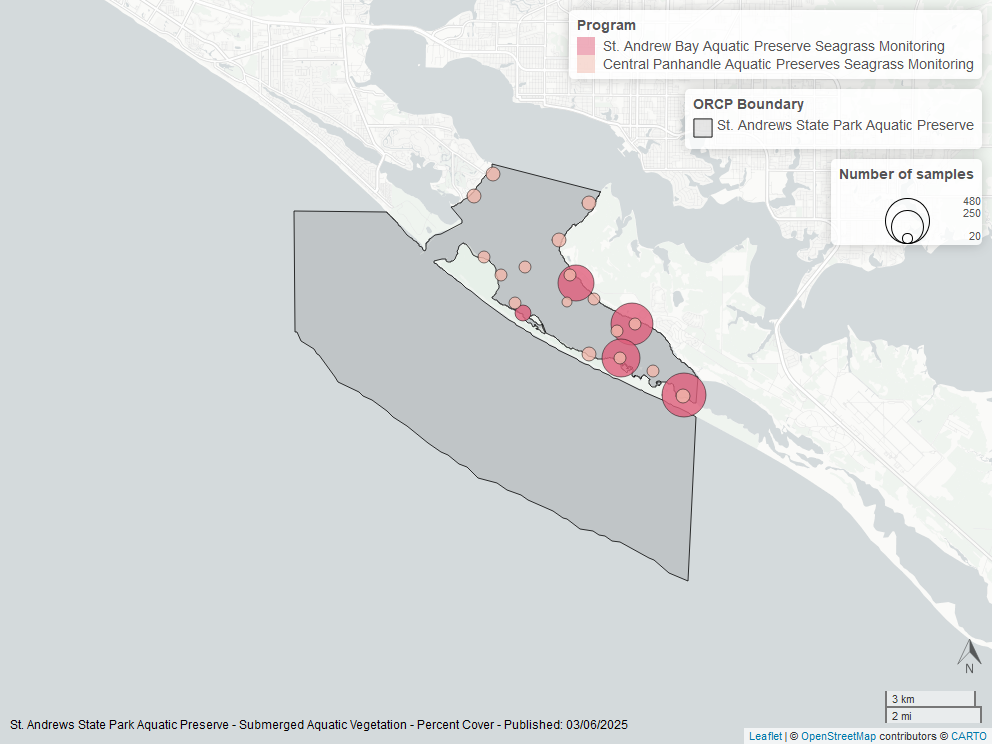 Program
St. Andrew Bay Aquatic Preserve Seagrass Monitoring
Central Panhandle Aquatic Preserves Seagrass Monitoring
ORCP Boundary
St. Andrews State Park Aquatic Preserve
Number of samples
480
250
20
N
3 km
2 mi
St. Andrews State Park Aquatic Preserve - Submerged Aquatic Vegetation - Percent Cover - Published: 03/06/2025
Leaflet | © OpenStreetMap contributors © CARTO